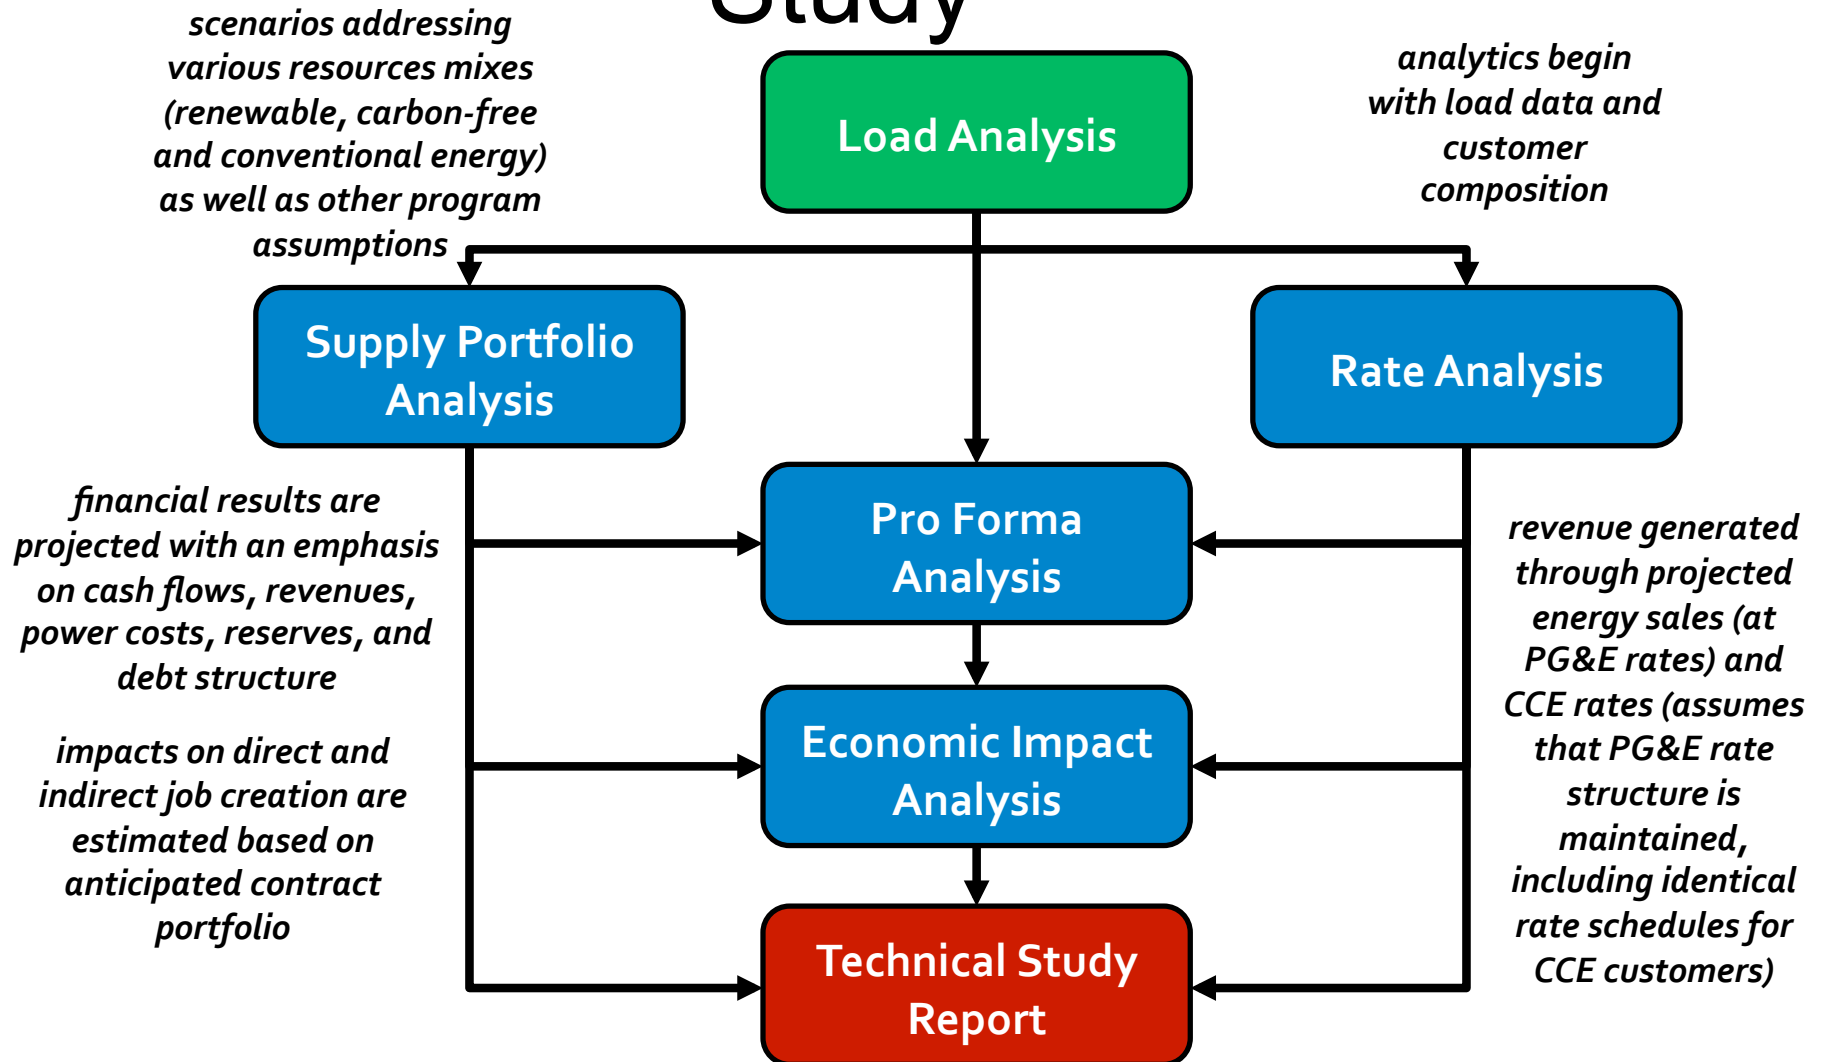 Study
scenarios addressing
various resources mixes
(renewable, carbon-free
and conventional energy)
as well as other program
assumptions
Load Analysis
analytics begin
with load data and
customer
composition
Supply Portfolio
Analysis
Rate Analysis
financial results are
projected with an emphasis
on cash flows, revenues,
power costs, reserves, and
debt structure
Pro Forma
Analysis
revenue generated
through projected
energy sales (at
PG&E rates) and
CCE rates (assumes
that PG&E rate
structure is
maintained,
including identical
rate schedules for
CCE customers)
impacts on direct and
indirect job creation are
estimated based on
anticipated contract
portfolio
Economic Impact
Analysis
Technical Study
Report